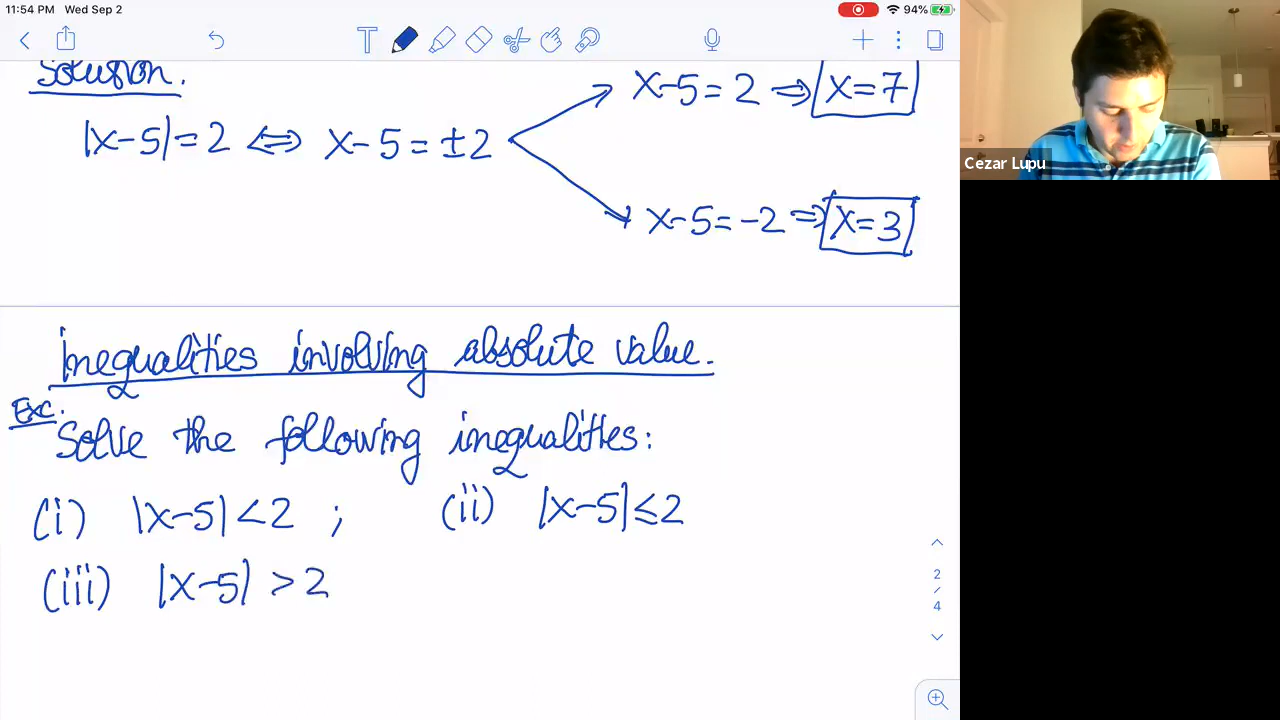 11:54 PM Wed Sep 2
94%
T
Solution.
|x-5|=2 ⟺ x-5=±2
x-5=2 ⟹ x=7
x-5=-2 ⟹ x=3
Cezar Lupu
Inequalities involving absolute value.
Exc.
Solve the following inequalities:
(i) |x-5|<2 ; (ii) |x-5|≤2
(iii) |x-5| >2
2
/
4